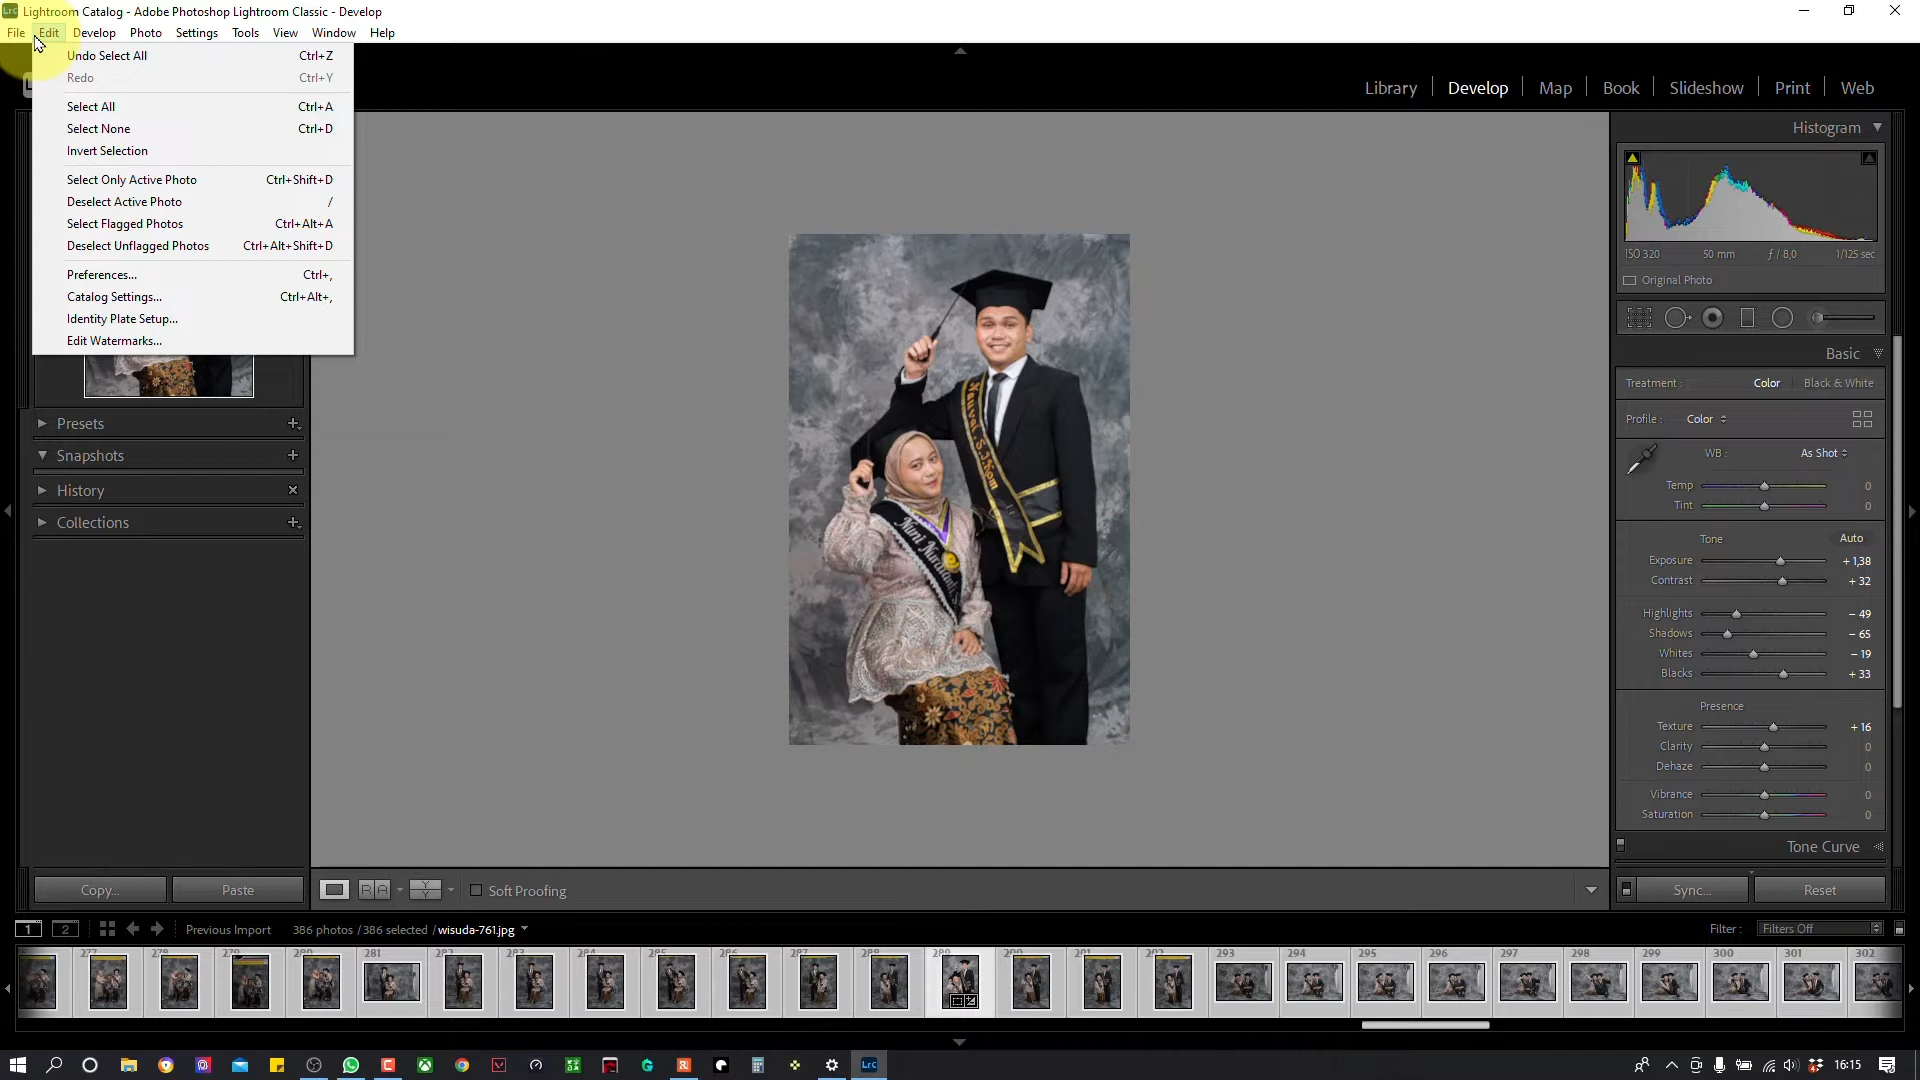 Lightroom Catalog - Adobe Photoshop Lightroom Classic - Develop
File Edit Develop Photo Settings Tools View Window Help
Undo Select All Ctrl+Z
Redo Ctrl+Y
Select All Ctrl+A
Select None Ctrl+D
Invert Selection
Select Only Active Photo Ctrl+Shift+D
Deselect Active Photo /
Select Flagged Photos Ctrl+Alt+A
Deselect Unflagged Photos Ctrl+Alt+Shift+D
Preferences... Ctrl+,
Catalog Settings... Ctrl+Alt+,
Identity Plate Setup...
Edit Watermarks...
Library Develop Map Book Slideshow Print Web
Presets
Snapshots
History
Collections
Nauval .S.I.Kom
Histogram
ISO 320 50 mm ƒ / 8,0 1/125 sec
Original Photo
Basic
Treatment : Color Black & White
Profile : Color
WB : As Shot
Temp 0
Tint 0
Tone Auto
Exposure + 1,38
Contrast + 32
Highlights – 49
Shadows – 65
Whites – 19
Blacks + 33
Presence
Texture + 16
Clarity 0
Dehaze 0
Vibrance 0
Saturation 0
Tone Curve
Copy... Paste
R A Y Y Soft Proofing
Sync... Reset
1 2 Previous Import 386 photos / 386 selected / wisuda-761.jpg
Filter : Filters Off
277 278 279 280 281 282 283 284 285 286 287 288 289 290 291 292 293 294 295 296 297 298 299 300 301 302
LrC
16:15